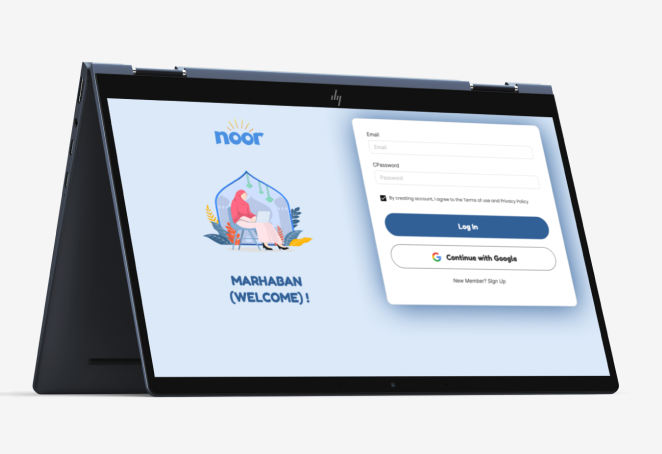 hp
noor
MARHABAN
(WELCOME) !
Email
Email
CPassword
Password
By creating account, I agree to the Terms of use and Privacy Policy
Log In
Continue with Google
New Member? Sign Up